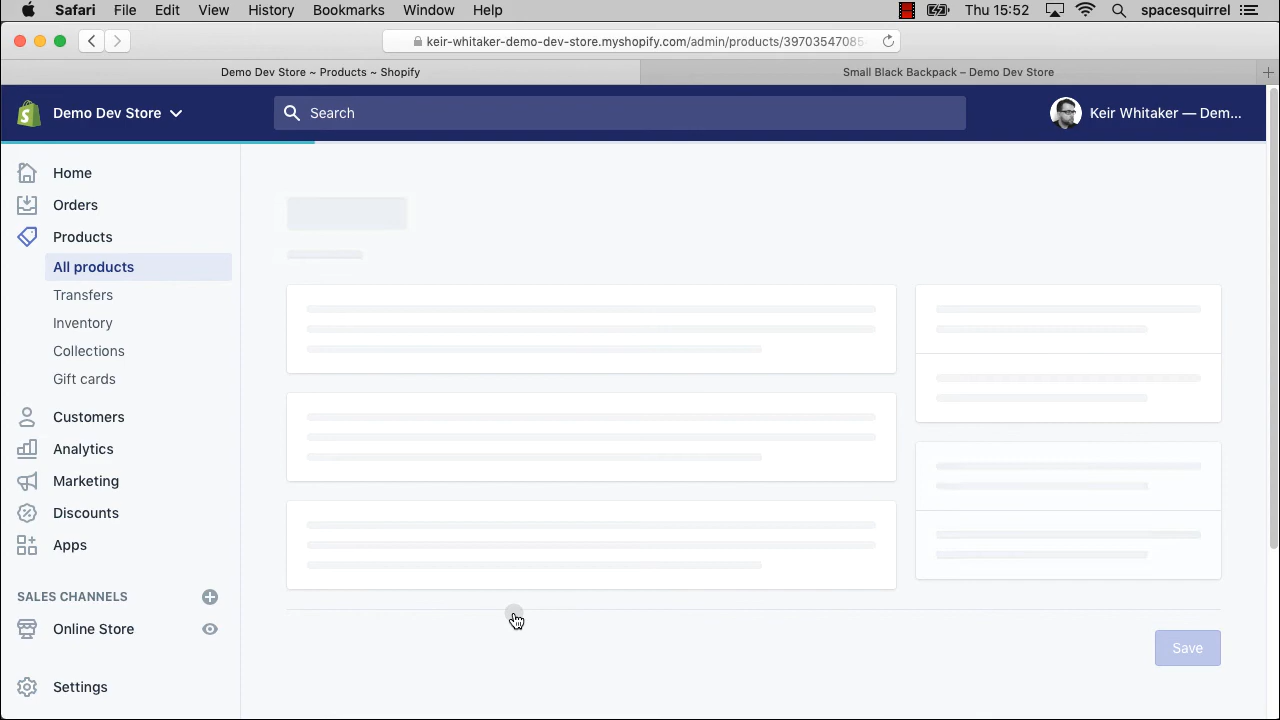 Safari File Edit View History Bookmarks Window Help Thu 15:52 spacesquirrel
keir-whitaker-demo-dev-store.myshopify.com/admin/products/39703547085
Demo Dev Store ~ Products ~ Shopify
Small Black Backpack – Demo Dev Store
Demo Dev Store
Search
Keir Whitaker — Dem...
Home
Orders
Products
All products
Transfers
Inventory
Collections
Gift cards
Customers
Analytics
Marketing
Discounts
Apps
SALES CHANNELS
Online Store
Settings
Save